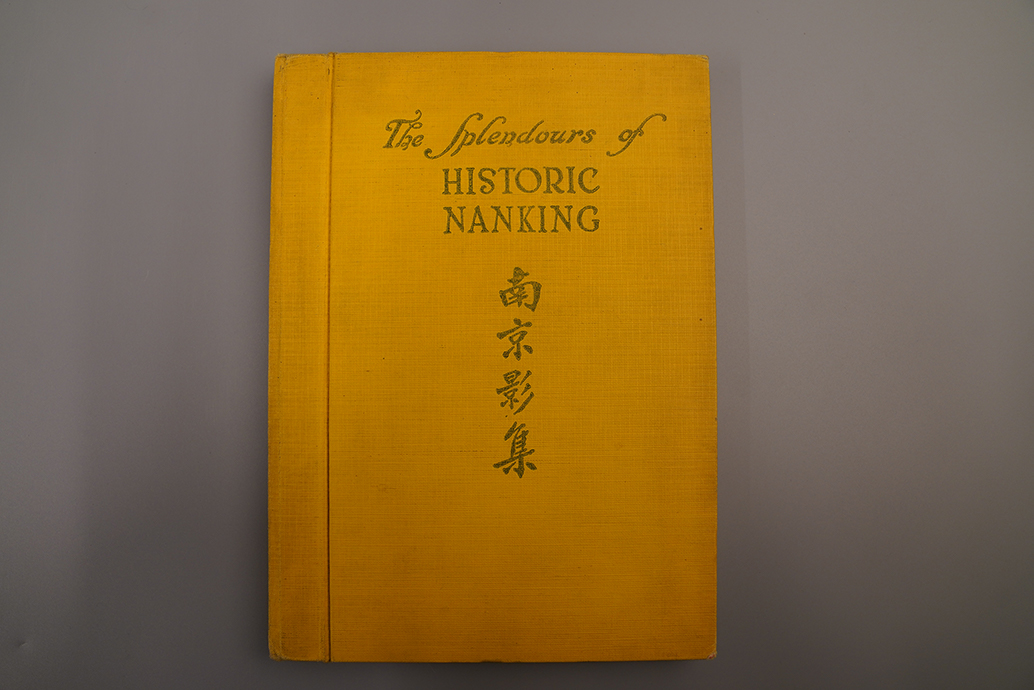 The Splendours of
HISTORIC
NANKING
南京影集